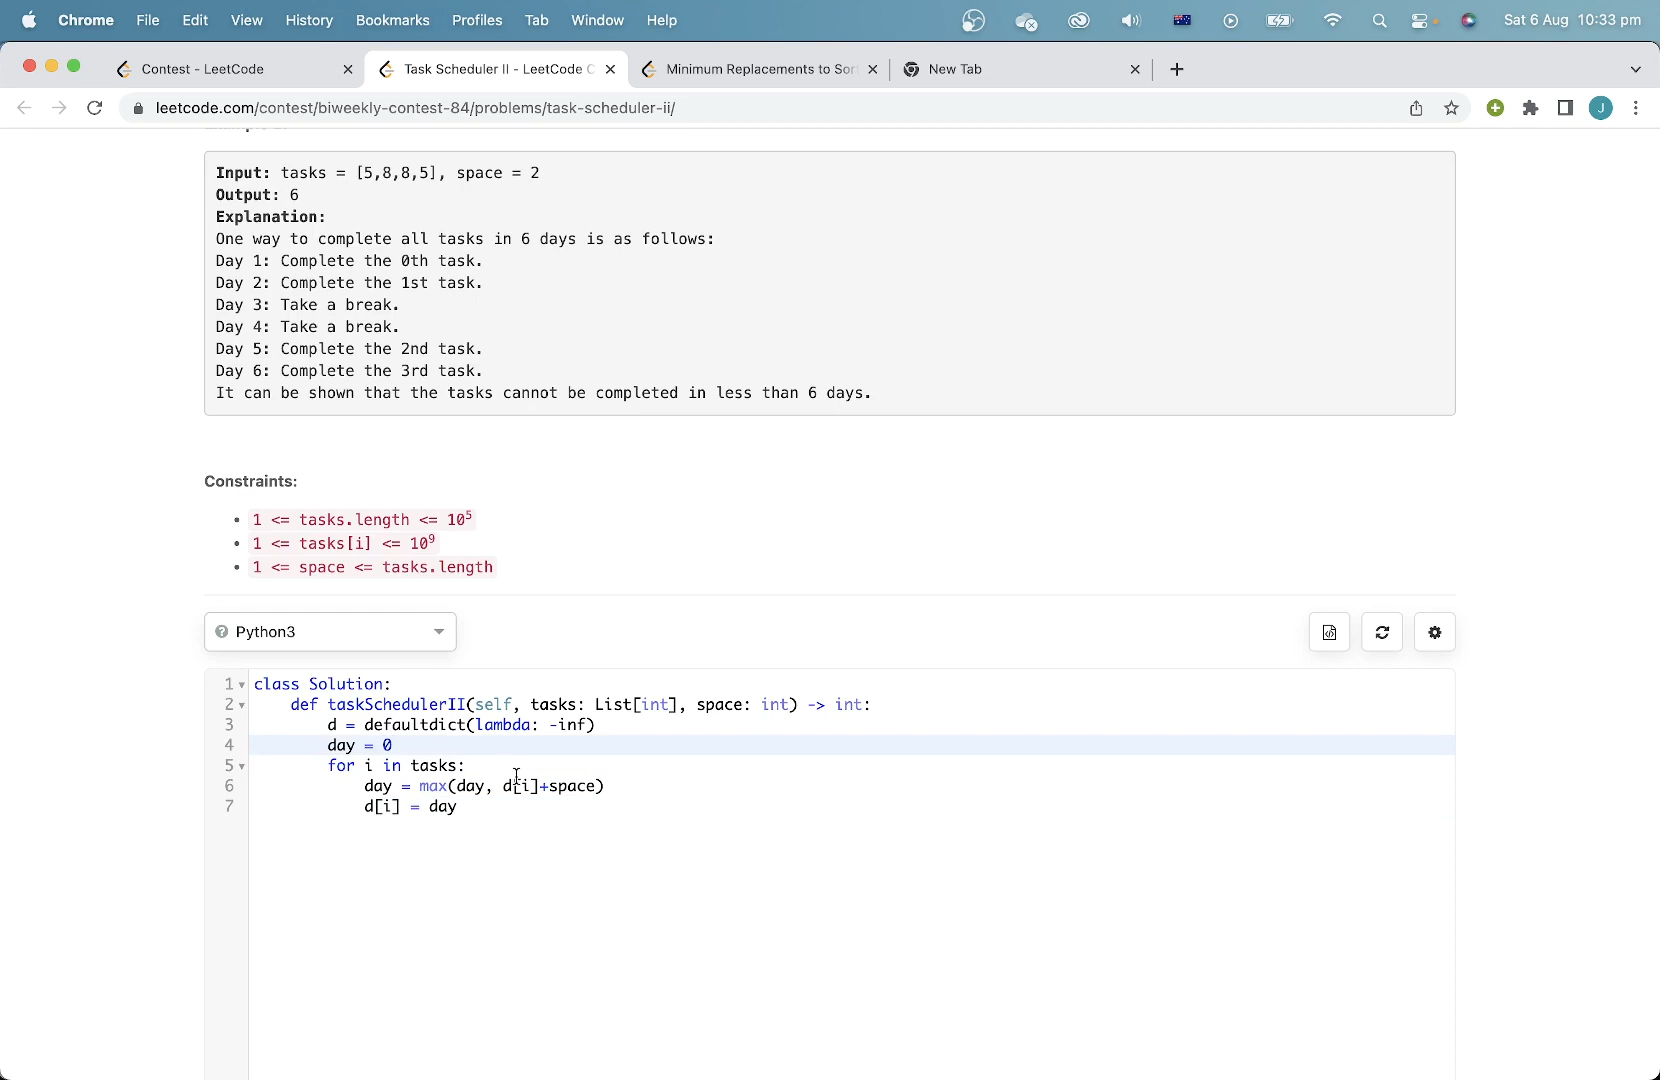 Chrome File Edit View History Bookmarks Profiles Tab Window Help Sat 6 Aug 10:33 pm
Contest - LeetCode Task Scheduler II - LeetCode C Minimum Replacements to Sor New Tab
leetcode.com/contest/biweekly-contest-84/problems/task-scheduler-ii/ J
Input: tasks = [5,8,8,5], space = 2
Output: 6
Explanation:
One way to complete all tasks in 6 days is as follows:
Day 1: Complete the 0th task.
Day 2: Complete the 1st task.
Day 3: Take a break.
Day 4: Take a break.
Day 5: Complete the 2nd task.
Day 6: Complete the 3rd task.
It can be shown that the tasks cannot be completed in less than 6 days.
Constraints:
• 1 <= tasks.length <= 10⁵
• 1 <= tasks[i] <= 10⁹
• 1 <= space <= tasks.length
Python3
1 class Solution:
2 def taskSchedulerII(self, tasks: List[int], space: int) -> int:
3 d = defaultdict(lambda: -inf)
4 day = 0
5 for i in tasks:
6 day = max(day, d[i]+space)
7 d[i] = day